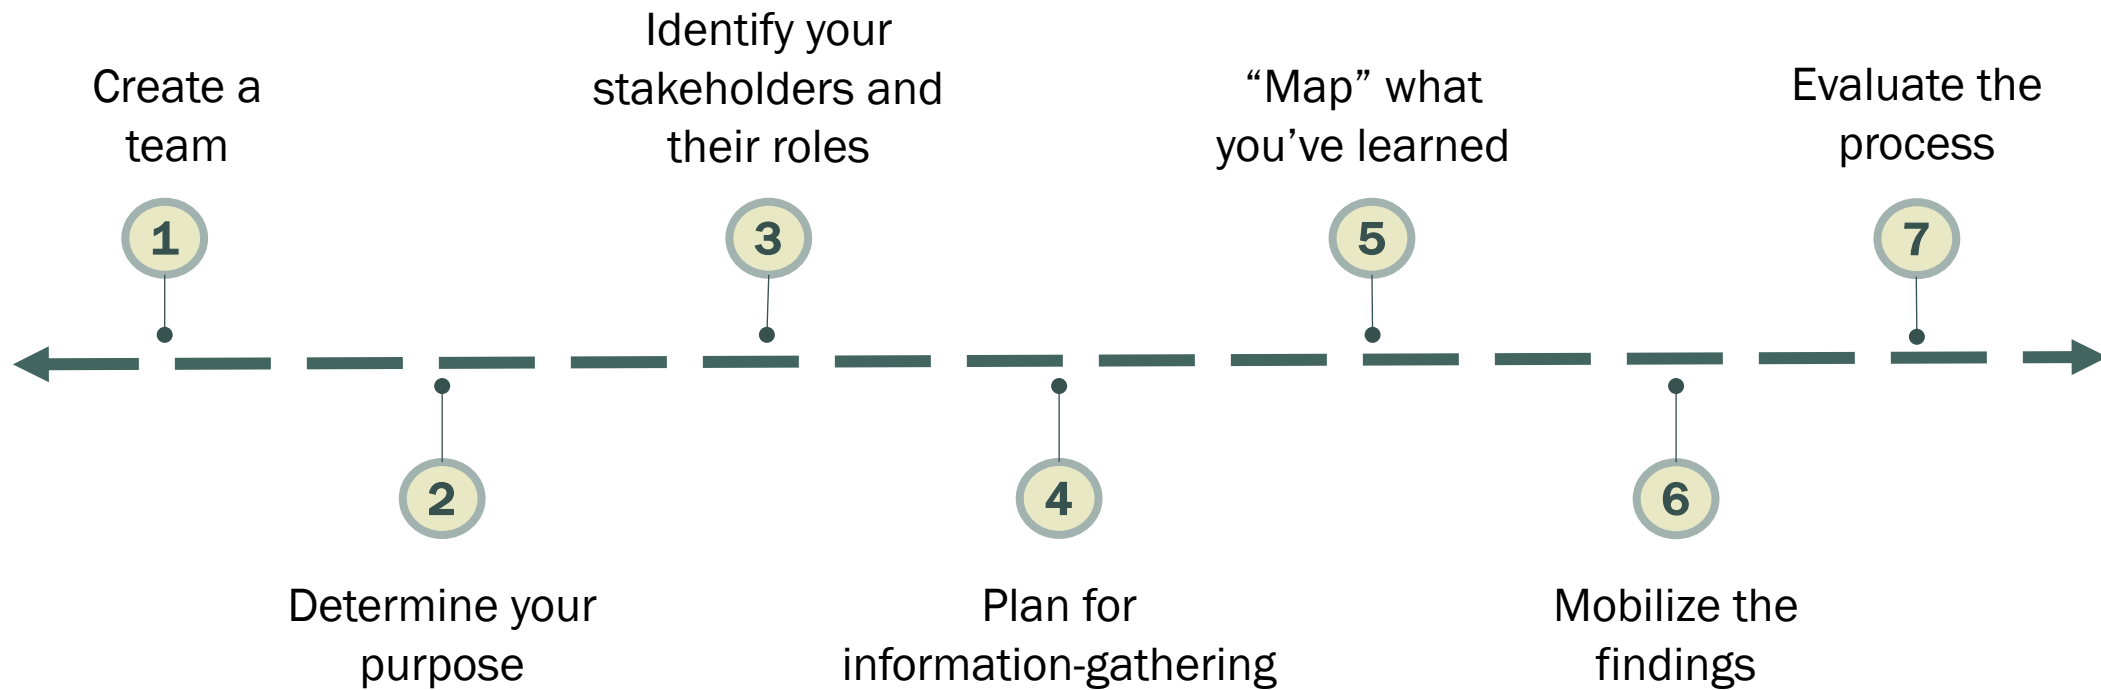 Create a
team
1
Determine your
purpose
2
Identify your
stakeholders and
their roles
3
Plan for
information-gathering
4
“Map” what
you’ve learned
5
Mobilize the
findings
6
Evaluate the
process
7